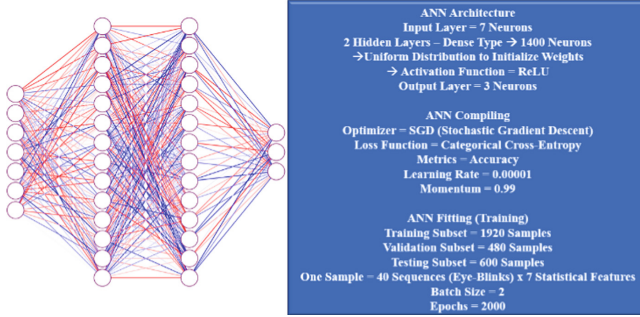 ANN Architecture
Input Layer = 7 Neurons
2 Hidden Layers – Dense Type → 1400 Neurons
→Uniform Distribution to Initialize Weights
→ Activation Function = ReLU
Output Layer = 3 Neurons
ANN Compiling
Optimizer = SGD (Stochastic Gradient Descent)
Loss Function = Categorical Cross-Entropy
Metrics = Accuracy
Learning Rate = 0.00001
Momentum = 0.99
ANN Fitting (Training)
Training Subset = 1920 Samples
Validation Subset = 480 Samples
Testing Subset = 600 Samples
One Sample = 40 Sequences (Eye-Blinks) x 7 Statistical Features
Batch Size = 2
Epochs = 2000